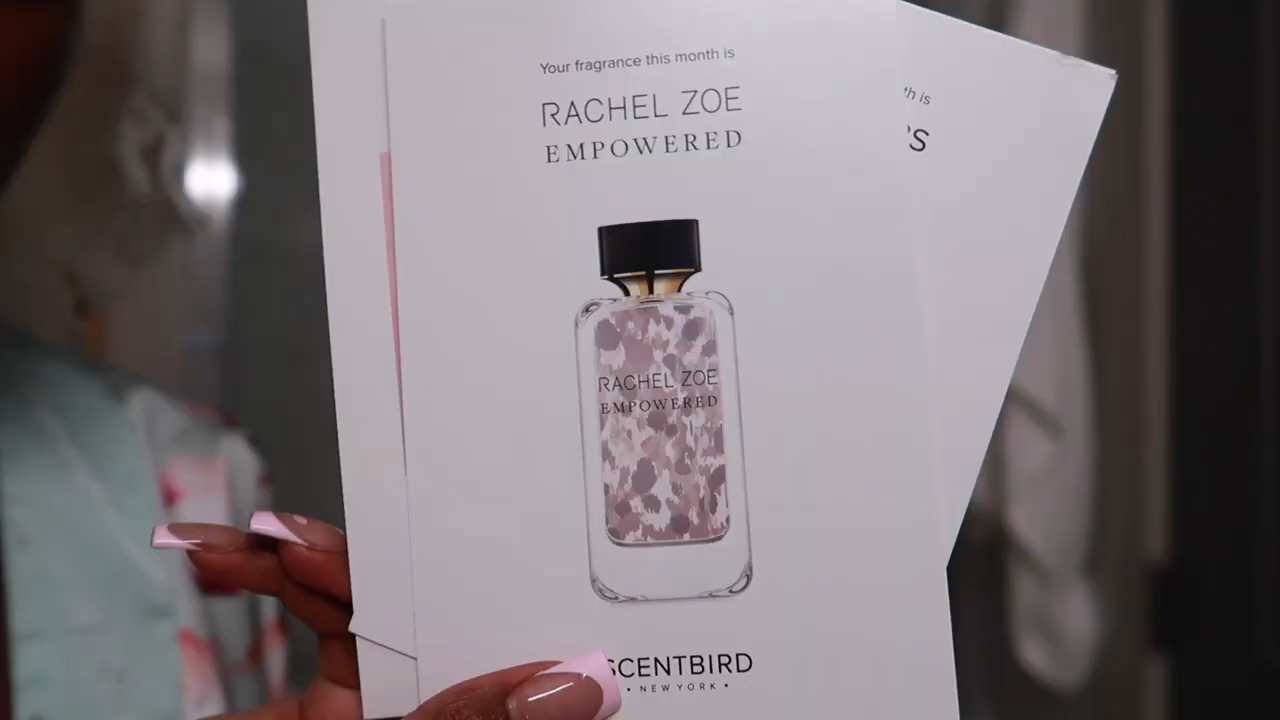 Your fragrance this month is
RACHEL ZOE
EMPOWERED
th is
'S
RACHEL ZOE
EMPOWERED
SCENTBIRD
• NEW YORK •